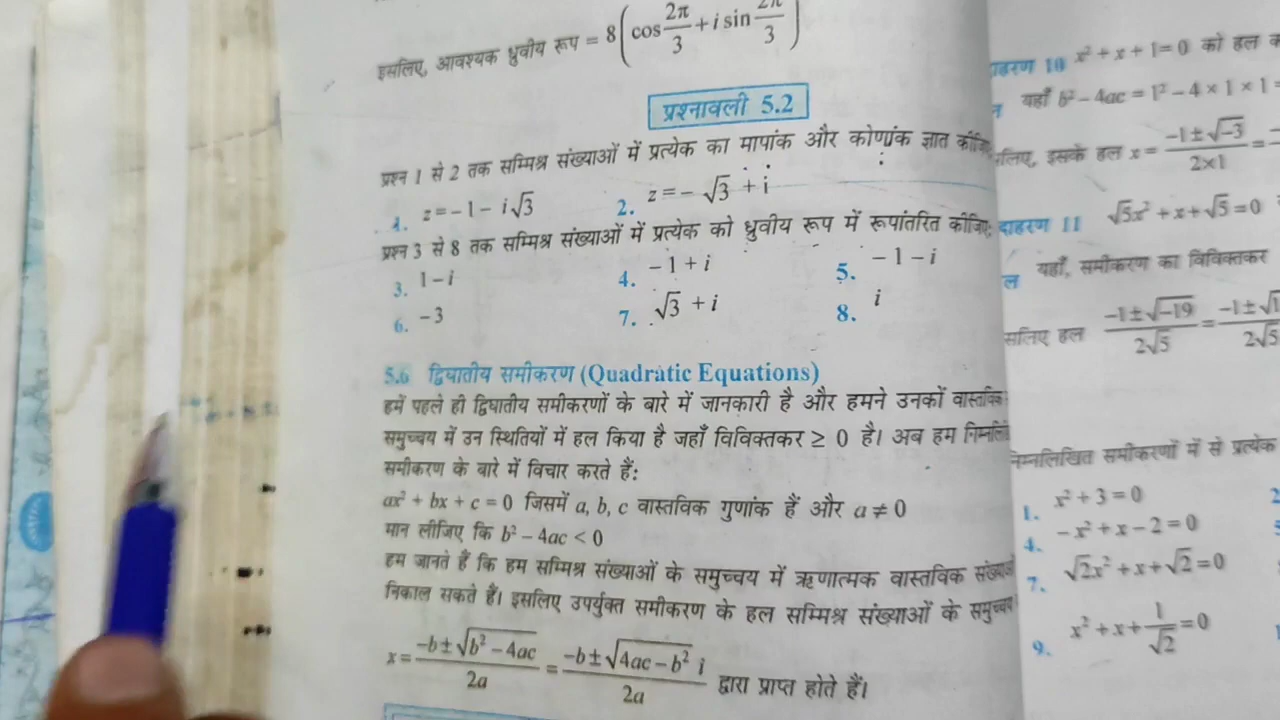 इसलिए, आवश्यक ध्रुवीय रूप = 8(cos 2π/3 + i sin 2π/3)
प्रश्नावली 5.2
प्रश्न 1 से 2 तक सम्मिश्र संख्याओं में प्रत्येक का मापांक और कोणांक ज्ञात
1. z = – 1 – i√3 2. z = – √3 + i
प्रश्न 3 से 8 तक सम्मिश्र संख्याओं में प्रत्येक को ध्रुवीय रूप में रूपांतरित कीजिए:
3. 1 – i 4. – 1 + i 5. – 1 – i
6. – 3 7. √3 + i 8. i
5.6 द्विघातीय समीकरण (Quadratic Equations)
हमें पहले ही द्विघातीय समीकरणों के बारे में जानकारी है और हमने उनकों वास्तविक
समुच्चय में उन स्थितियों में हल किया है जहाँ विविक्तकर ≥ 0 है। अब हम
समीकरण के बारे में विचार करते हैं:
ax² + bx + c = 0 जिसमें a, b, c वास्तविक गुणांक हैं और a ≠ 0
मान लीजिए कि b² – 4ac < 0
हम जानते हैं कि हम सम्मिश्र संख्याओं के समुच्चय में ऋणात्मक वास्तविक
निकाल सकते हैं। इसलिए उपर्युक्त समीकरण के हल सम्मिश्र संख्याओं के समुच्चय
x = (–b ± √(b² – 4ac))/2a = (–b ± √(4ac – b²) i)/2a द्वारा प्राप्त होते हैं।
10 x² + x + 1 = 0 को हल
यहाँ b² – 4ac = 1² – 4 × 1 × 1 =
इसके हल x = (–1 ± √–3)/(2×1) =
11 √5x² + x + √5 = 0
यहाँ, समीकरण का विविक्तकर
हल (–1 ± √–19)/2√5 =
निम्नलिखित समीकरणों में से प्रत्येक
1. x² + 3 = 0 2
4. – x² + x – 2 = 0
7. √2x² + x + √2 = 0
9. x² + x + 1/√2 = 0